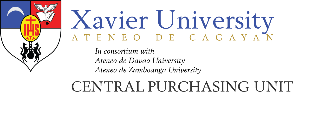 Xavier University
ATENEO DE CAGAYAN
In consortium with
Ateneo de Davao University
Ateneo de Zamboanga University
CENTRAL PURCHASING UNIT